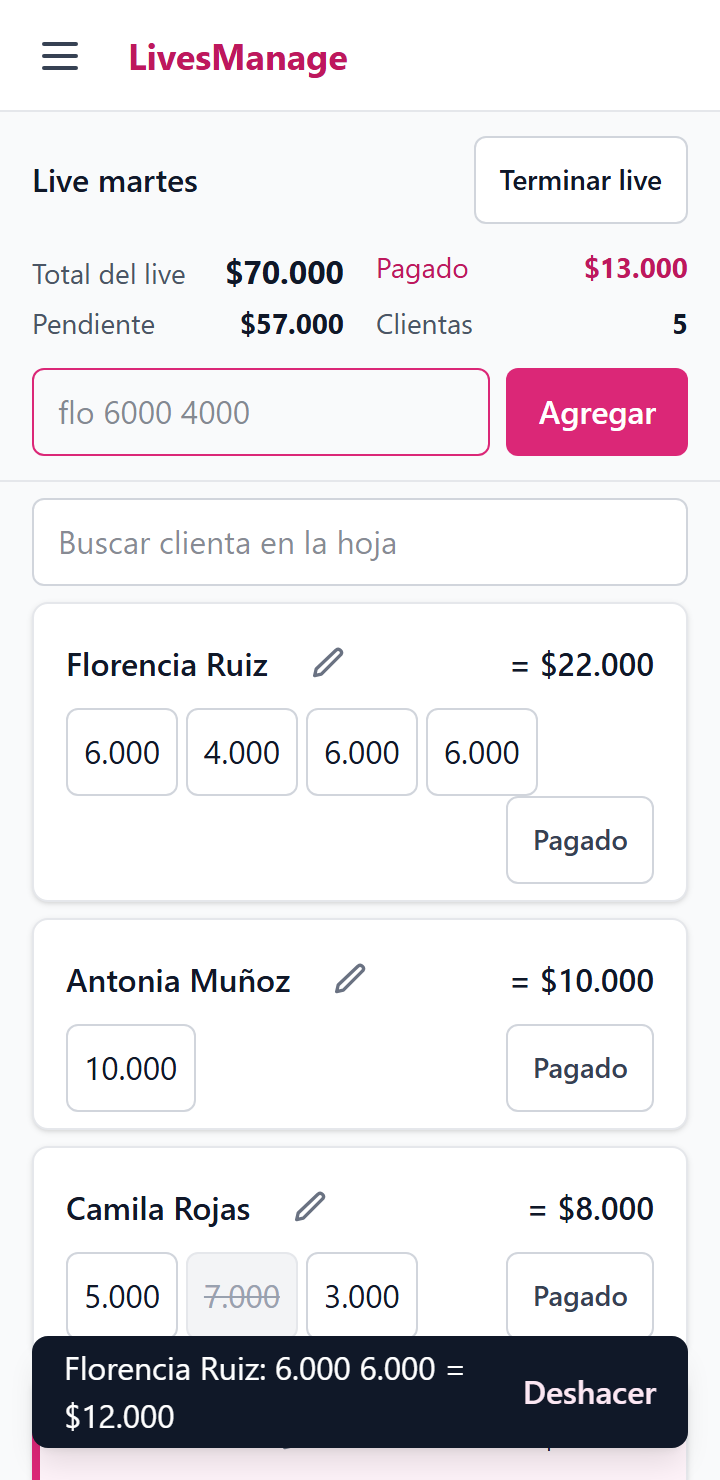 LivesManage
Live martes
Terminar live
Total del live $70.000 Pagado $13.000
Pendiente $57.000 Clientas 5
flo 6000 4000
Agregar
Buscar clienta en la hoja
Florencia Ruiz = $22.000
6.000 4.000 6.000 6.000
Pagado
Antonia Muñoz = $10.000
10.000 Pagado
Camila Rojas = $8.000
5.000 7.000 3.000 Pagado
Florencia Ruiz: 6.000 6.000 =
$12.000
Deshacer